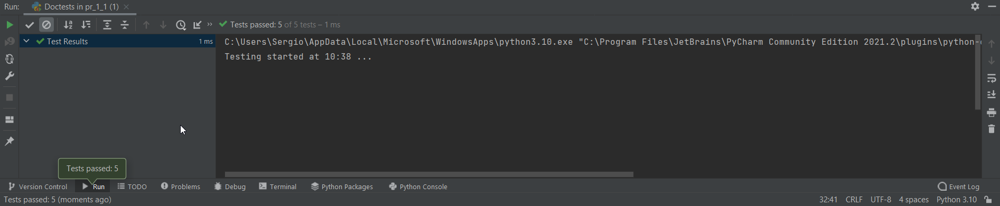 Run: Doctests in pr_1_1 (1)
Tests passed: 5 of 5 tests – 1 ms
Test Results 1 ms
C:\Users\Sergio\AppData\Local\Microsoft\WindowsApps\python3.10.exe "C:\Program Files\JetBrains\PyCharm Community Edition 2021.2\plugins\python-c
Testing started at 10:38 ...
Tests passed: 5
Version Control Run TODO Problems Debug Terminal Python Packages Python Console Event Log
Tests passed: 5 (moments ago) 32:41 CRLF UTF-8 4 spaces Python 3.10